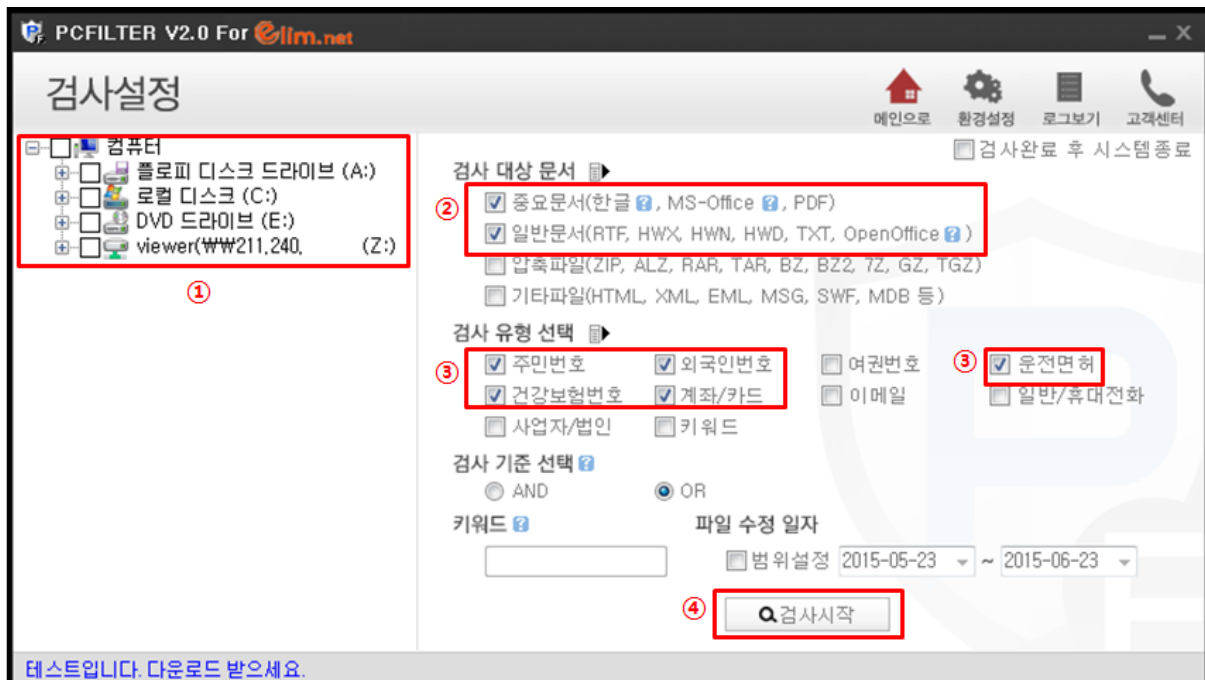 PCFILTER V2.0 For elim.net
검사설정
메인으로 환경설정 로그보기 고객센터
검사완료 후 시스템종료
컴퓨터
플로피 디스크 드라이브 (A:)
로컬 디스크 (C:)
DVD 드라이브 (E:)
viewer(₩₩211,240, (Z:)
①
검사 대상 문서
②
중요문서(한글 ?, MS-Office ?, PDF)
일반문서(RTF, HWX, HWN, HWD, TXT, OpenOffice ? )
압축파일(ZIP, ALZ, RAR, TAR, BZ, BZ2, 7Z, GZ, TGZ)
기타파일(HTML, XML, EML, MSG, SWF, MDB 등)
검사 유형 선택
③ 주민번호 외국인번호 여권번호 ③ 운전면허
건강보험번호 계좌/카드 이메일 일반/휴대전화
사업자/법인 키워드
검사 기준 선택 ?
AND OR
키워드 ? 파일 수정 일자
범위설정 2015-05-23 ~ 2015-06-23
④ 검사시작
테스트입니다. 다운로드 받으세요.